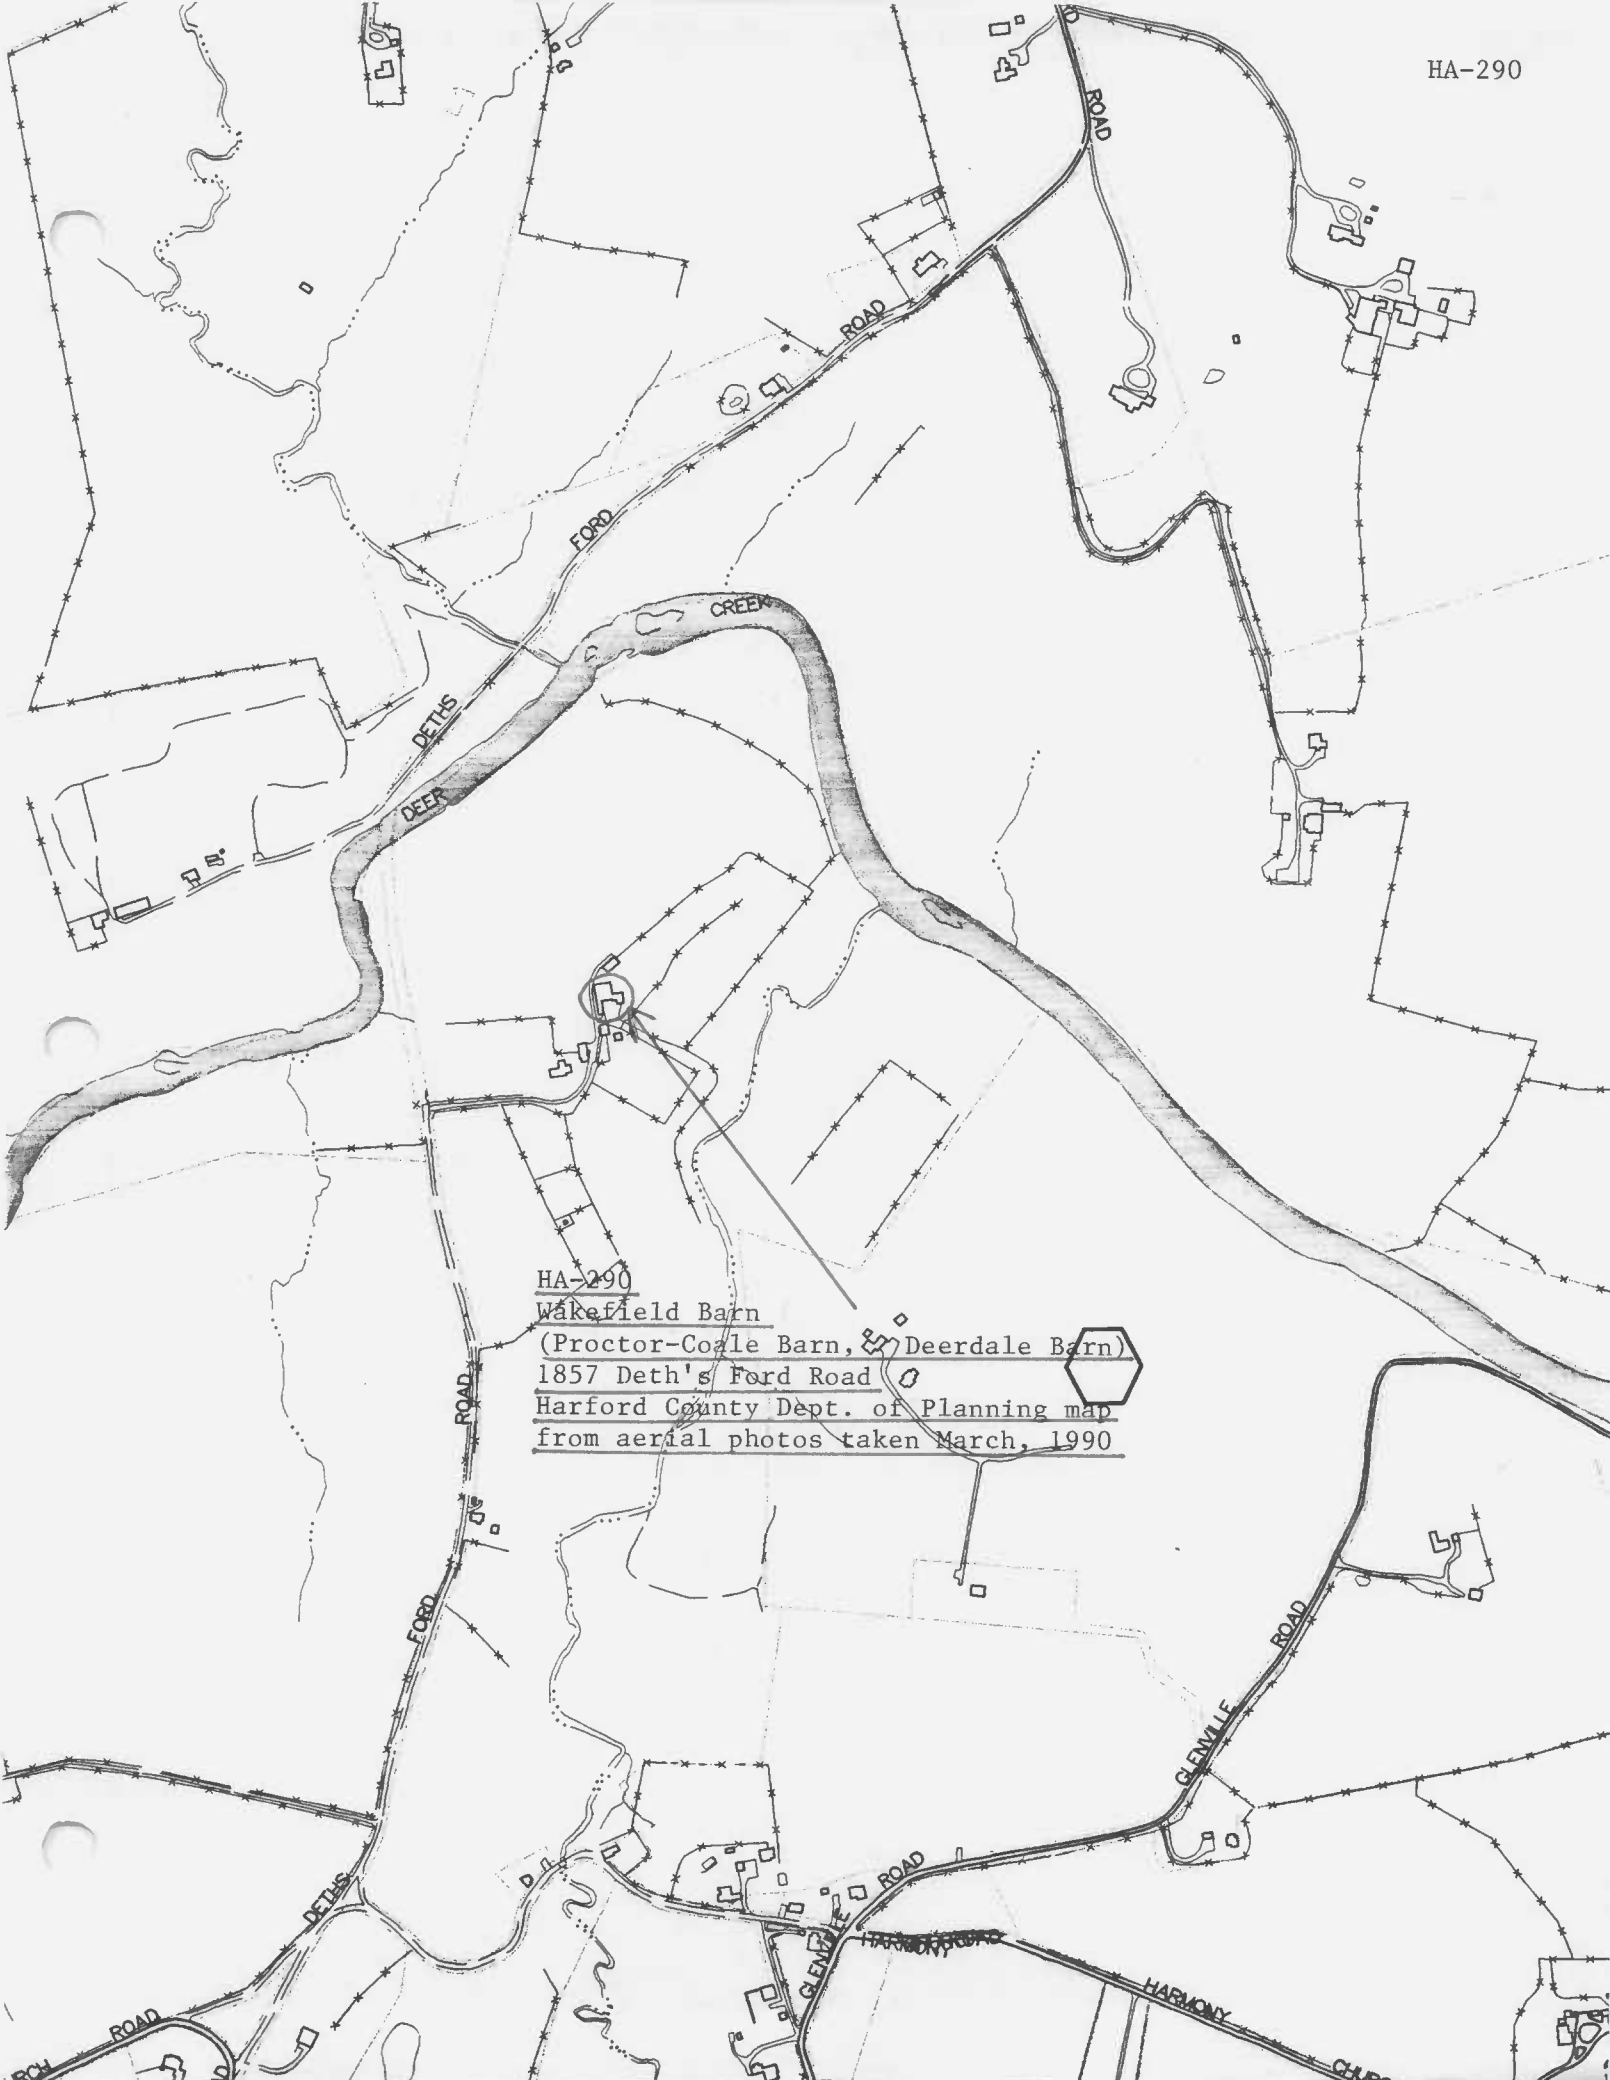 HA-290
ROAD
ROAD
FORD
CREEK
DETHS
DEER
HA-290
Wakefield Barn
(Proctor-Coale Barn, Deerdale Barn)
1857 Deth's Ford Road
Harford County Dept. of Planning map
from aerial photos taken March, 1990
ROAD
FORD
ROAD
GLENVILLE
DETHS
ROAD
HARMONY
ROAD